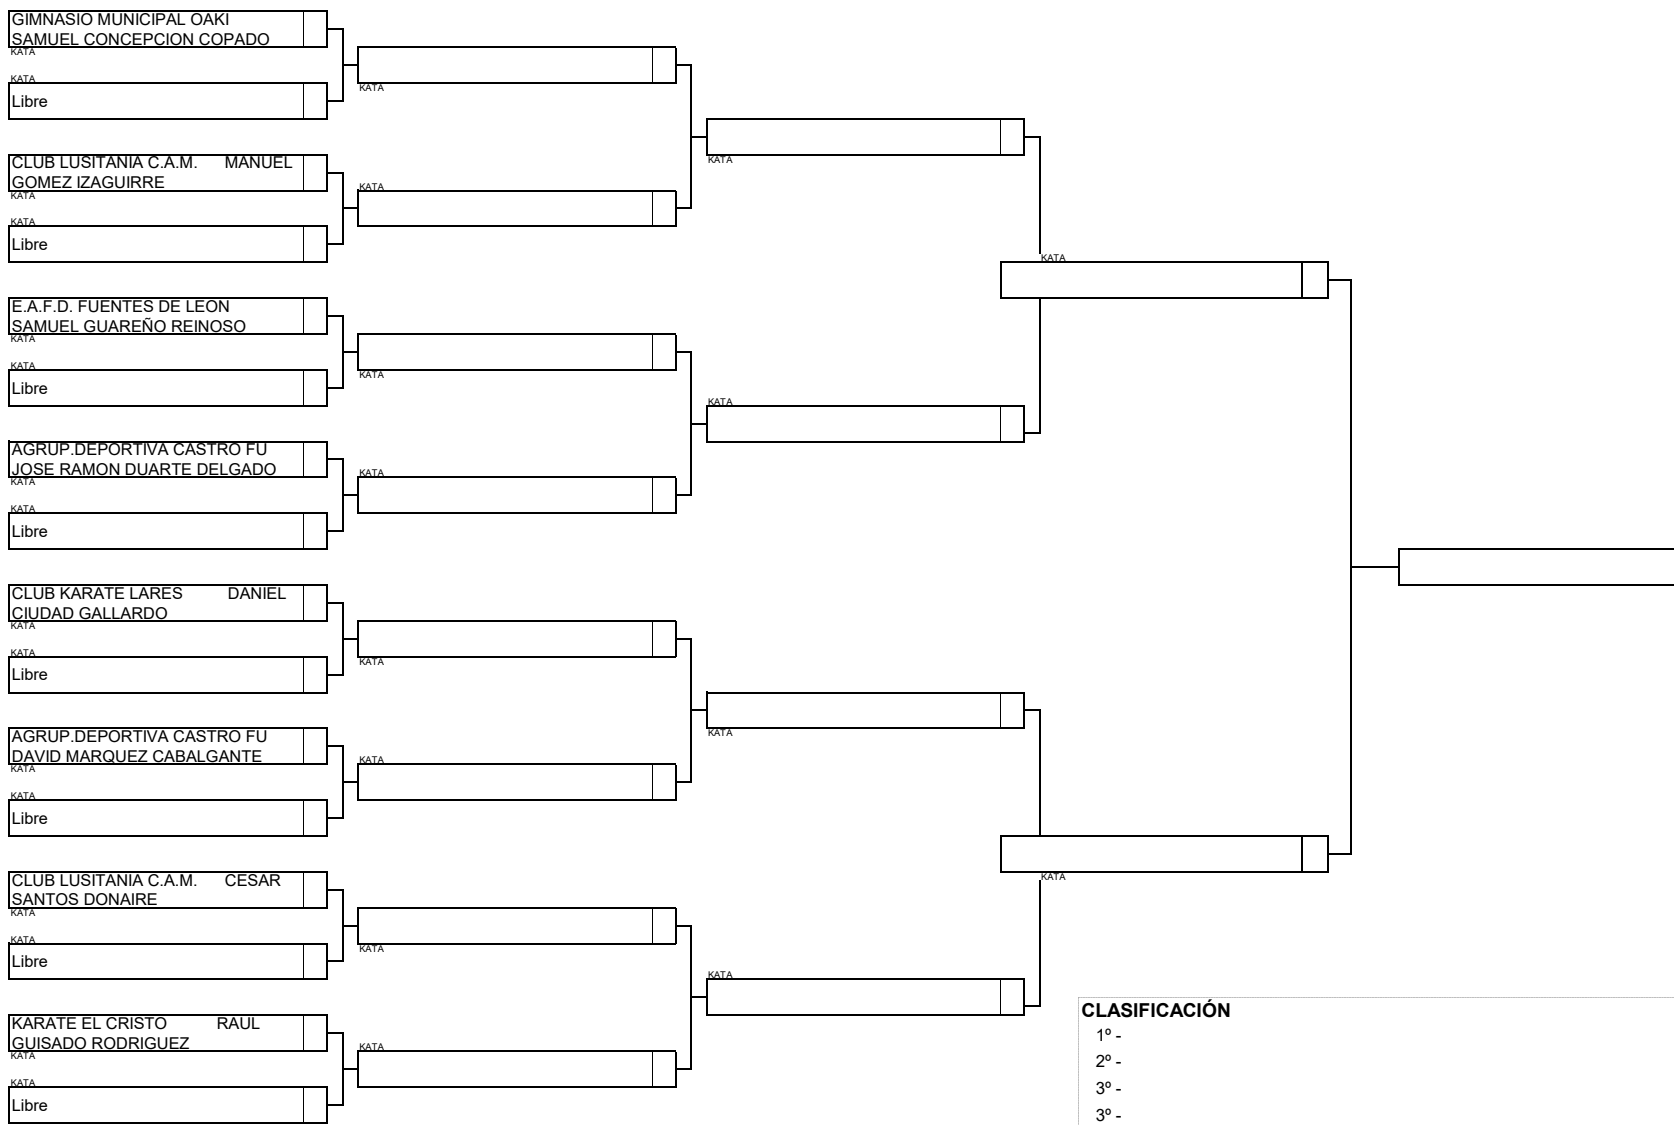 GIMNASIO MUNICIPAL OAKI
SAMUEL CONCEPCION COPADO
KATA
KATA
KATA
Libre
KATA
CLUB LUSITANIA C.A.M. MANUEL
GOMEZ IZAGUIRRE
KATA
KATA
KATA
Libre
KATA
E.A.F.D. FUENTES DE LEON
SAMUEL GUAREÑO REINOSO
KATA
KATA
KATA
Libre
KATA
AGRUP.DEPORTIVA CASTRO FU
JOSE RAMON DUARTE DELGADO
KATA
KATA
KATA
Libre
CLUB KARATE LARES DANIEL
CIUDAD GALLARDO
KATA
KATA
KATA
Libre
KATA
AGRUP.DEPORTIVA CASTRO FU
DAVID MARQUEZ CABALGANTE
KATA
KATA
KATA
Libre
KATA
CLUB LUSITANIA C.A.M. CESAR
SANTOS DONAIRE
KATA
KATA
KATA
Libre
KATA
KARATE EL CRISTO RAUL
GUISADO RODRIGUEZ
KATA
KATA
KATA
Libre
CLASIFICACIÓN
1º -
2º -
3º -
3º -